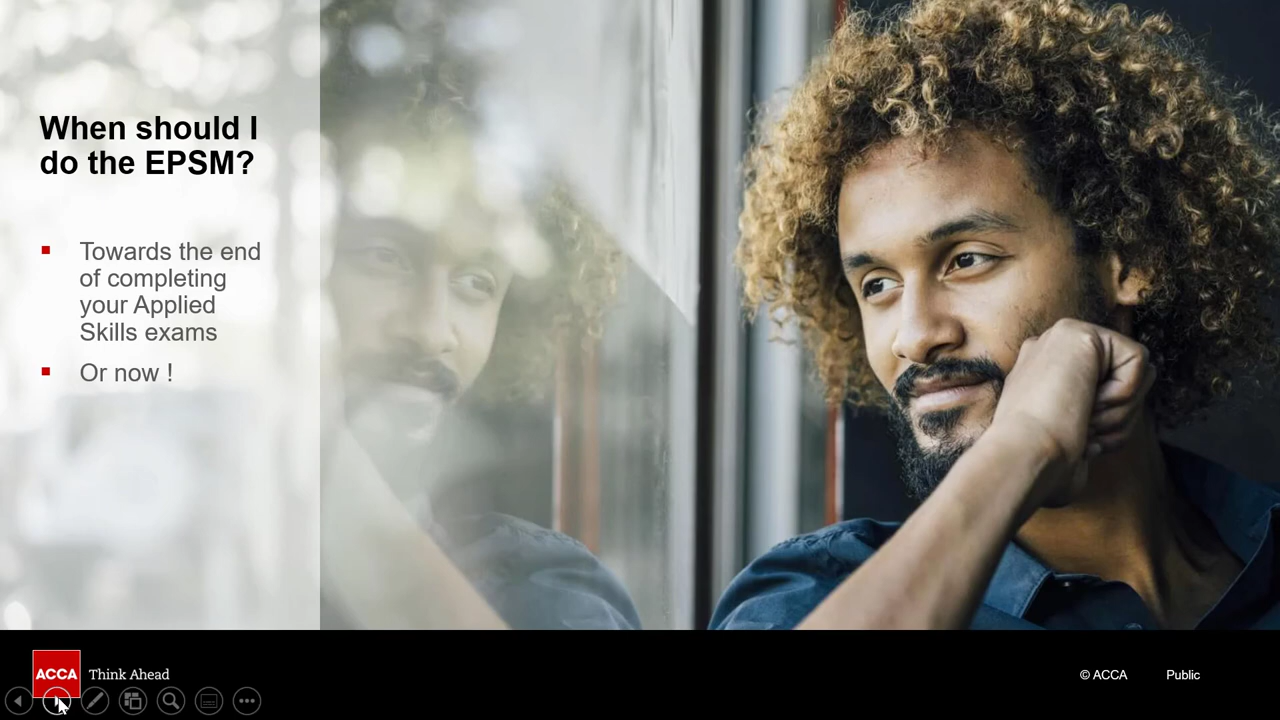 When should I
do the EPSM?
Towards the end
of completing
your Applied
Skills exams
Or now !
ACCA
Think Ahead
© ACCA
Public